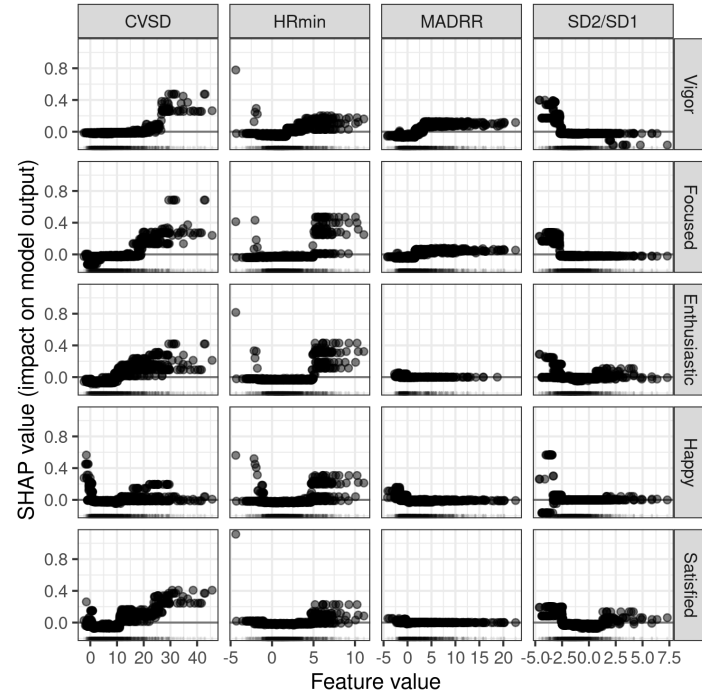 CVSD HRmin MADRR SD2/SD1
SHAP value (impact on model output)
0.8
0.4
0.0
Vigor
0.8
0.4
0.0
Focused
0.8
0.4
0.0
Enthusiastic
0.8
0.4
0.0
Happy
0.8
0.4
0.0
Satisfied
0 10 20 30 40 -5 0 5 10 -5 0 5 10 15 20 -5.0-2.50.0 2.5 5.0 7.5
Feature value